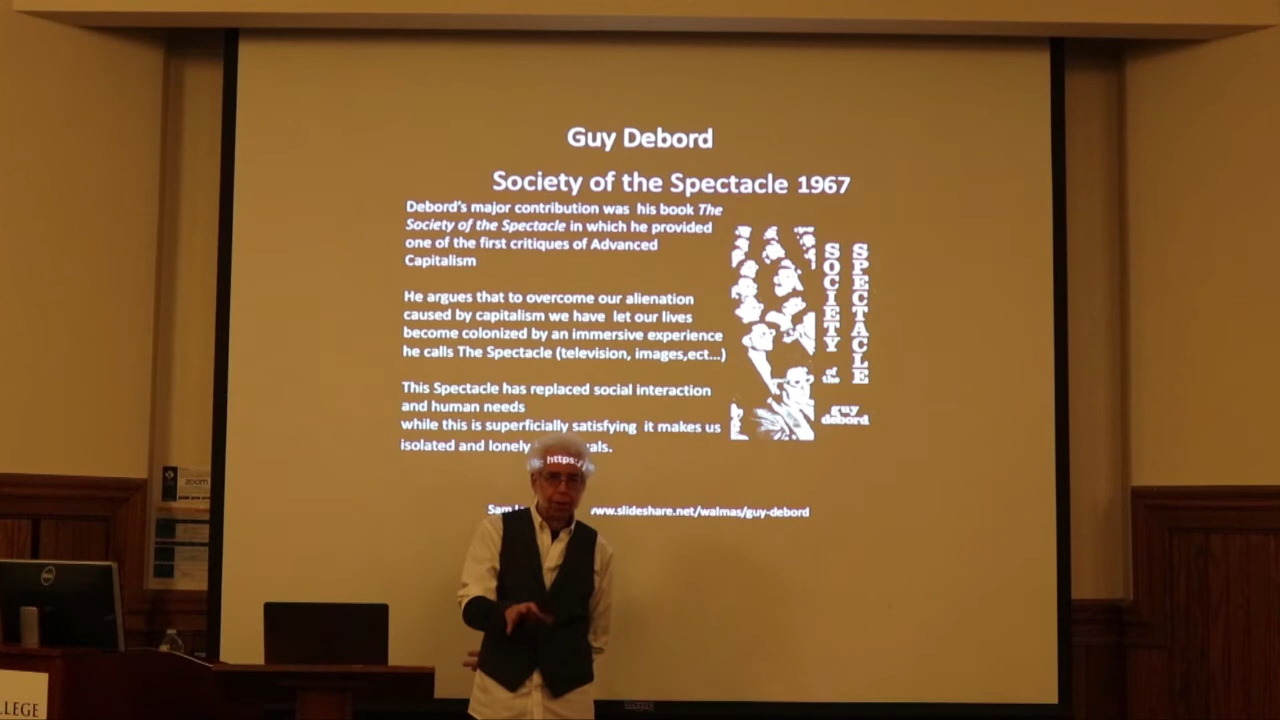 Guy Debord
Society of the Spectacle 1967
Debord's major contribution was his book The
Society of the Spectacle in which he provided
one of the first critiques of Advanced
Capitalism
He argues that to overcome our alienation
caused by capitalism we have let our lives
become colonized by an immersive experience
he calls The Spectacle (television, images,ect...)
This Spectacle has replaced social interaction
and human needs
while this is superficially satisfying it makes us
isolated and lonely
https:/
Sam
www.slideshare.net/walmas/guy-debord
SOCIETY
of
the
SPECTACLE
guy
debord
zoom
DELL
LLEGE